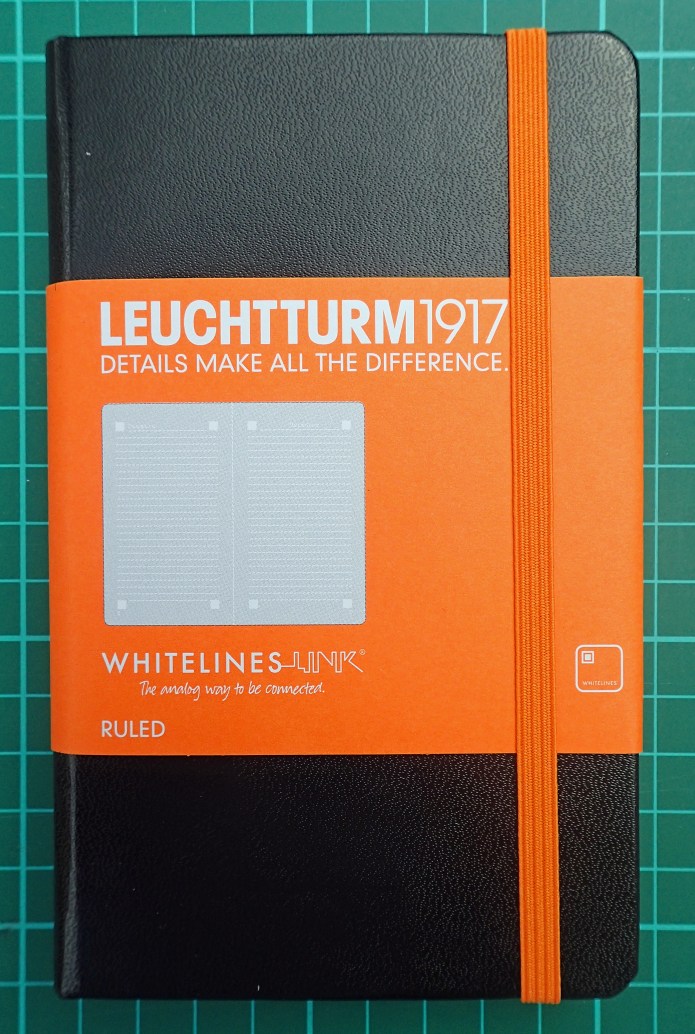 LEUCHTTURM1917
DETAILS MAKE ALL THE DIFFERENCE.
WHITELINES LINK®
The analog way to be connected.
RULED
WHITELINES